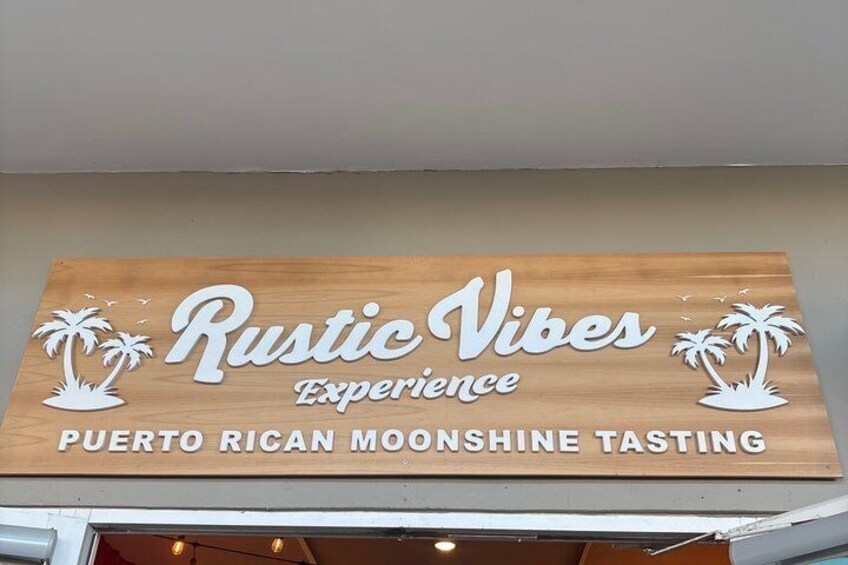 Rustic Vibes
Experience
PUERTO RICAN MOONSHINE TASTING